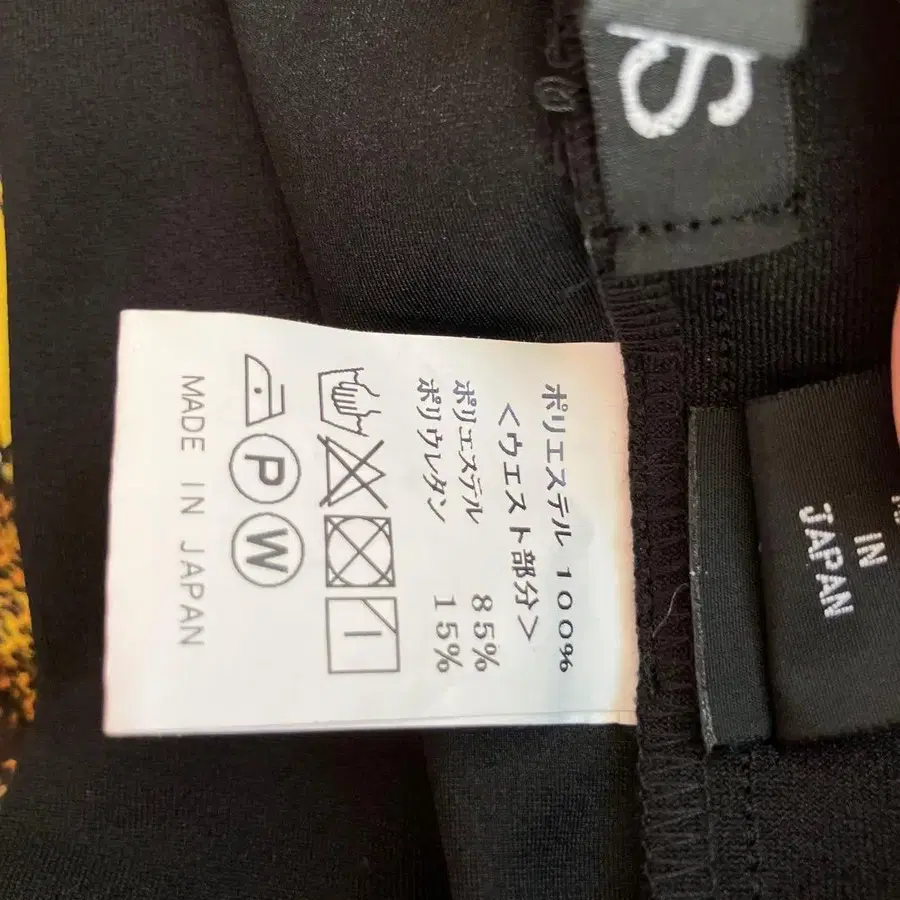 S
ポリエステル 100%
<ウエスト部分>
ポリエステル 85%
ポリウレタン 15%
P W
MADE IN JAPAN
IN
JAPAN